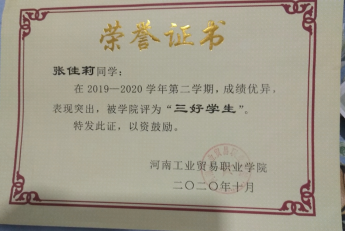 荣誉证书
张佳莉同学：
在2019—2020学年第二学期，成绩优异，
表现突出，被学院评为“三好学生”。
特发此证，以资鼓励。
河南工业贸易职业学院
二〇二〇年十月